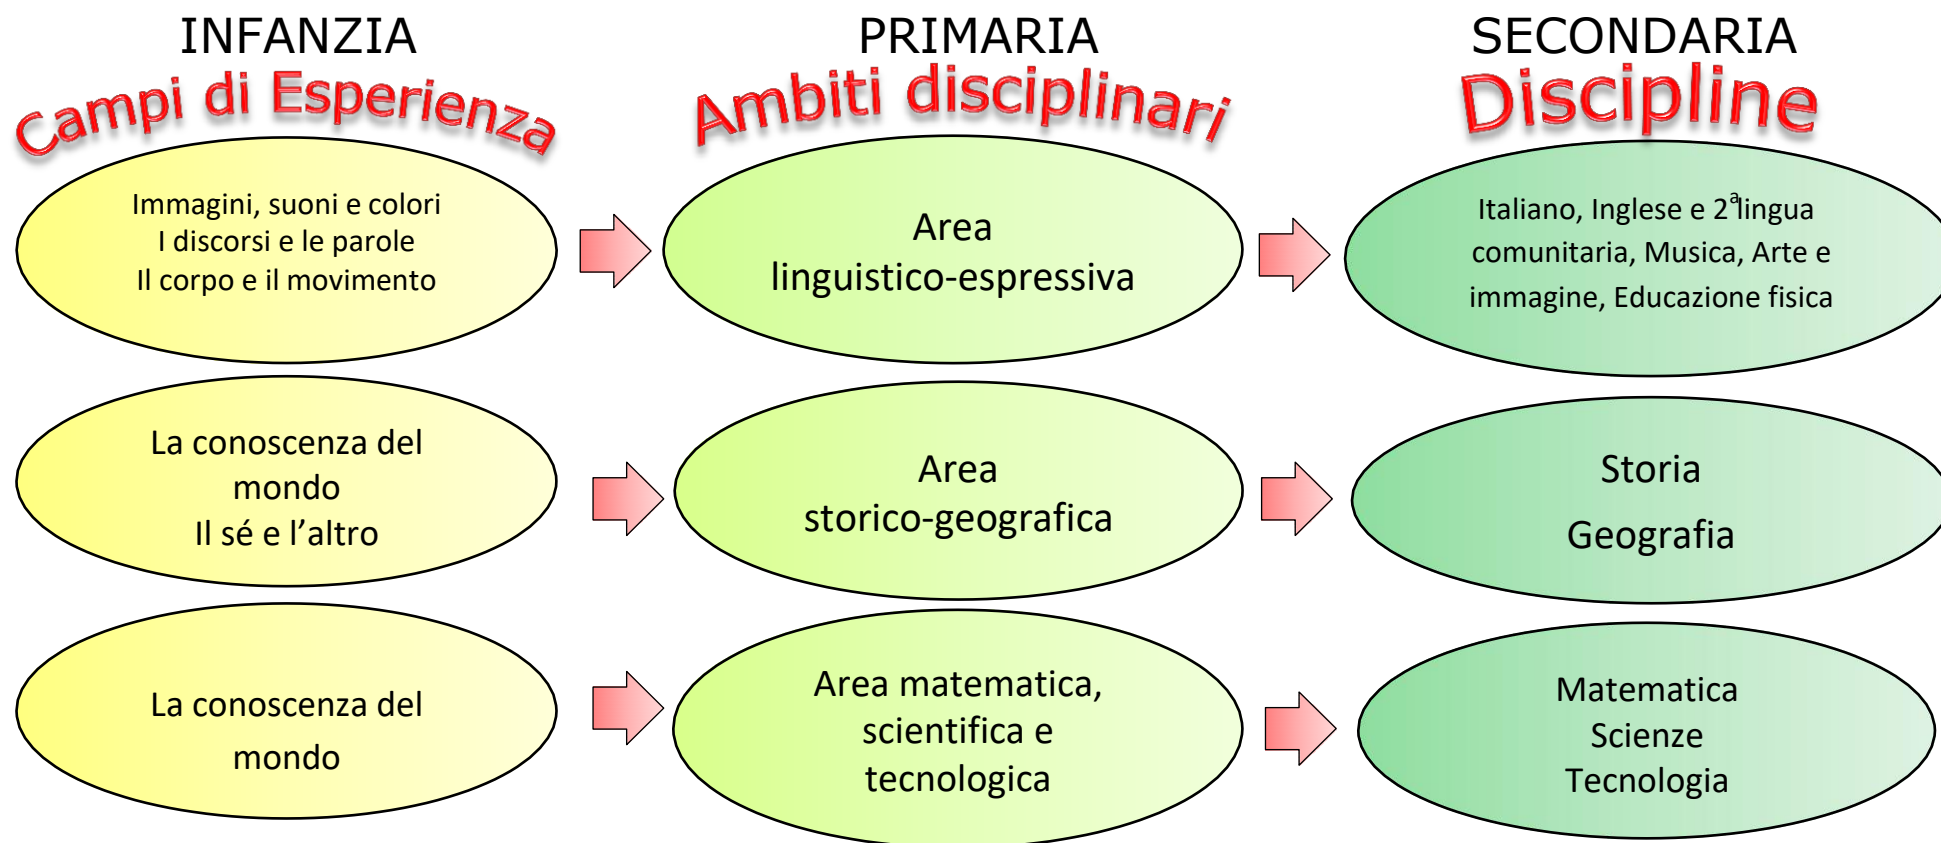 INFANZIA
Campi di Esperienza
Immagini, suoni e colori
I discorsi e le parole
Il corpo e il movimento
La conoscenza del
mondo
Il sé e l’altro
La conoscenza del
mondo
PRIMARIA
Ambiti disciplinari
Area
linguistico-espressiva
Area
storico-geografica
Area matematica,
scientifica e
tecnologica
SECONDARIA
Discipline
Italiano, Inglese e 2ª lingua
comunitaria, Musica, Arte e
immagine, Educazione fisica
Storia
Geografia
Matematica
Scienze
Tecnologia